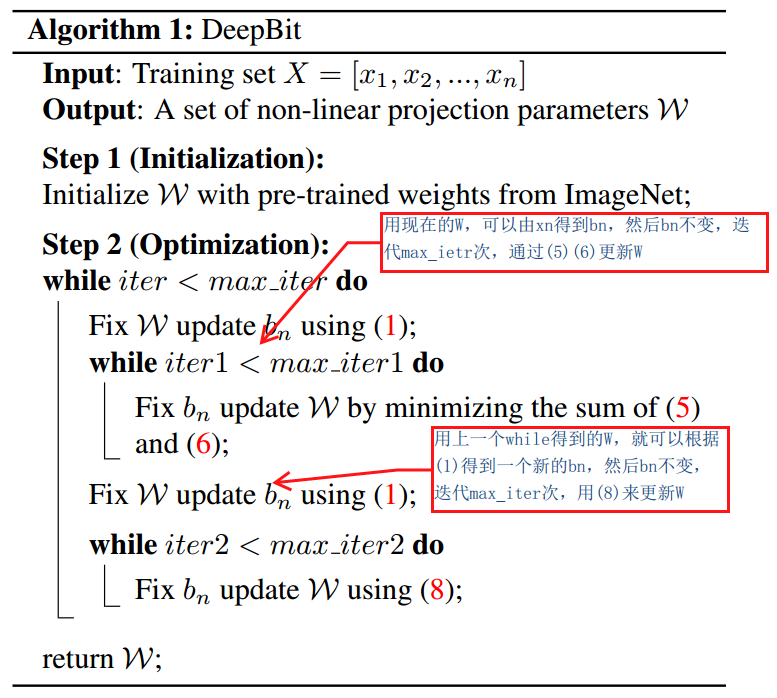 Algorithm 1: DeepBit
Input: Training set X = [x₁, x₂, ..., xₙ]
Output: A set of non-linear projection parameters 𝒲
Step 1 (Initialization):
Initialize 𝒲 with pre-trained weights from ImageNet;
用现在的W，可以由xn得到bn，然后bn不变，迭
代max_ietr次，通过(5)(6)更新W
Step 2 (Optimization):
while iter < max_iter do
Fix 𝒲 update bₙ using (1);
while iter1 < max_iter1 do
Fix bₙ update 𝒲 by minimizing the sum of (5)
and (6);
用上一个while得到的W，就可以根据
(1)得到一个新的bn，然后bn不变，
迭代max_iter次，用(8)来更新W
Fix 𝒲 update bₙ using (1);
while iter2 < max_iter2 do
Fix bₙ update 𝒲 using (8);
return 𝒲;